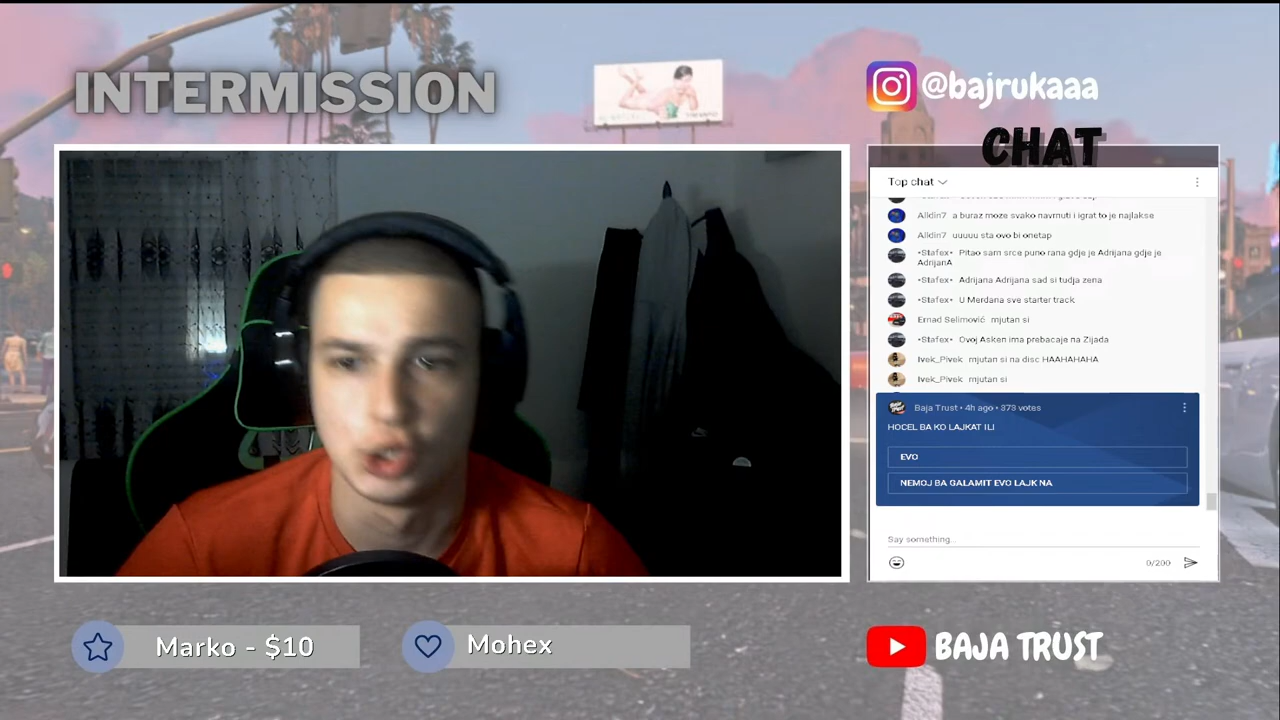 INTERMISSION
@bajrukaaa
CHAT
Top chat
Alldin7 a buraz moze svako navrnuti i igrat to je najlakse
Alldin7 uuuuu sta ovo bi onetap
•Stafex• Pitao sam srce puno rana gdje je Adrijana gdje je
AdrijanA
•Stafex• Adrijana Adrijana sad si tudja zena
•Stafex• U Merdana sve starter track
Ernad Selimović mjutan si
•Stafex• Ovoj Asken ima prebacaje na Zijada
Ivek_Pivek mjutan si na disc HAAHAHAHA
Ivek_Pivek mjutan si
Baja Trust • 4h ago • 373 votes
HOCEL BA KO LAJKAT ILI
EVO
NEMOJ BA GALAMIT EVO LAJK NA
Say something...
0/200
Marko - $10
Mohex
BAJA TRUST